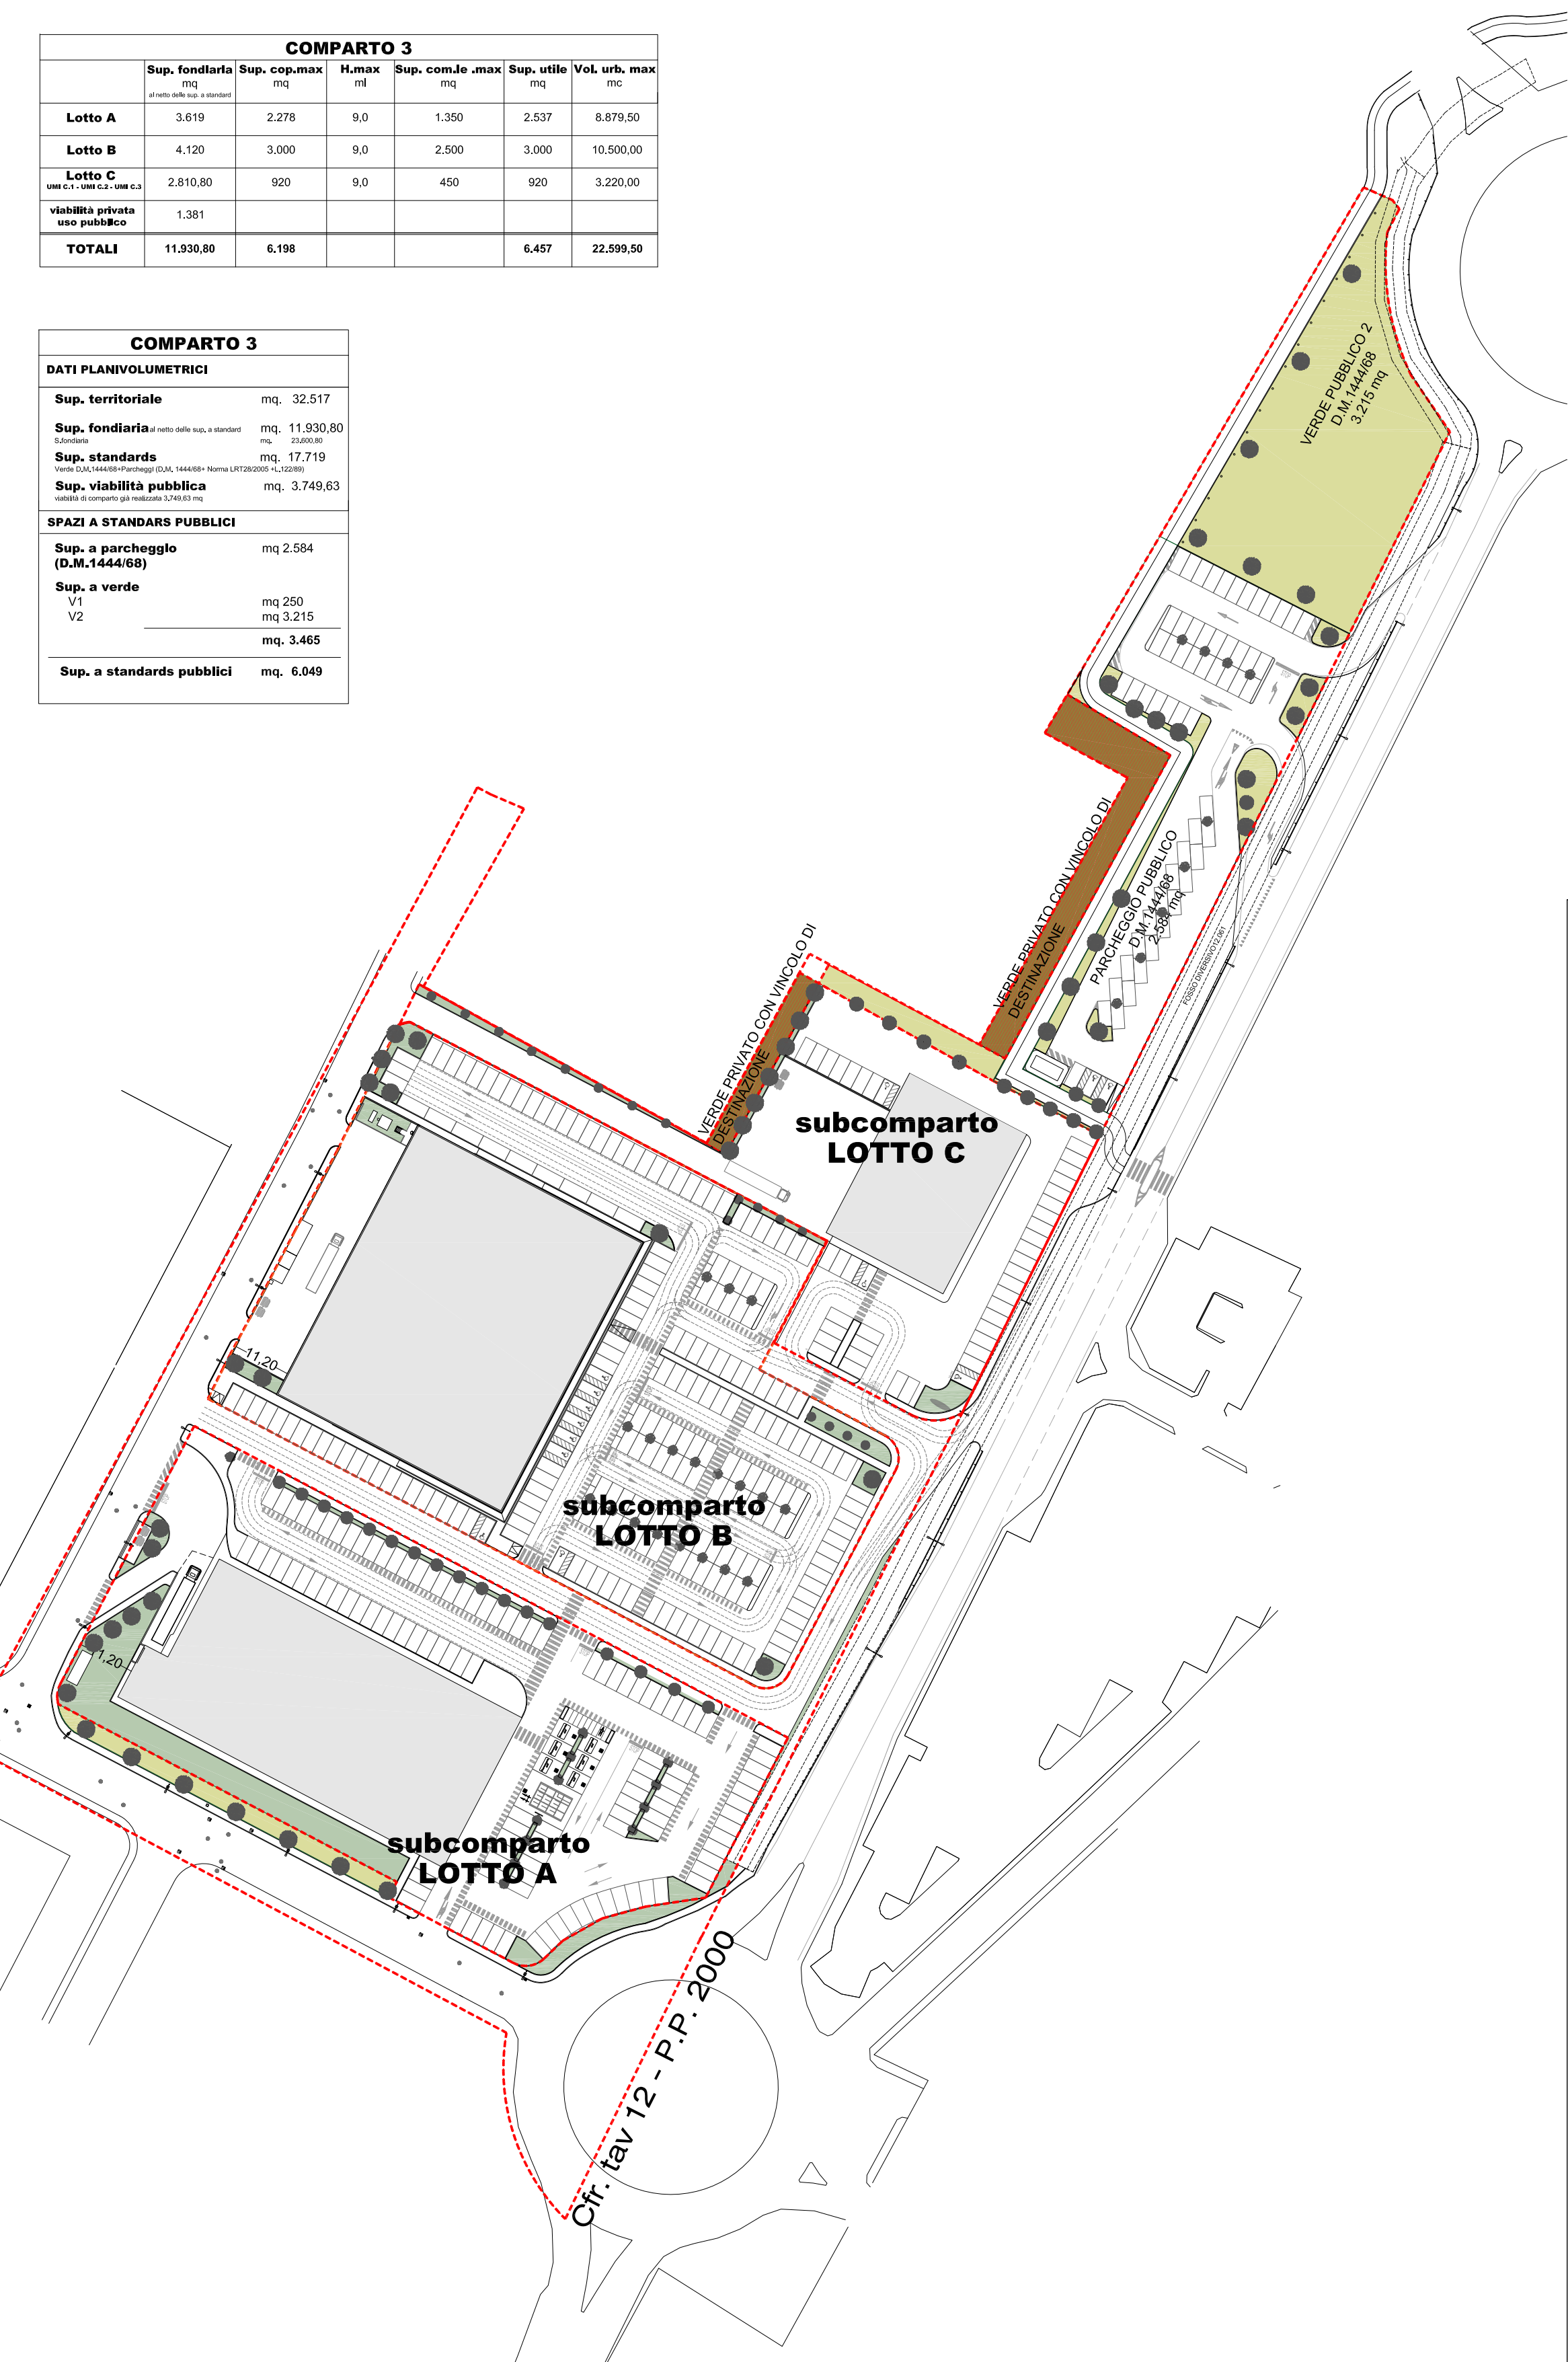 COMPARTO 3
Sup. fondiaria Sup. cop.max H.max Sup. com.le .max Sup. utile Vol. urb. max
mq mq ml mq mq mc
al netto delle sup. a standard
Lotto A 3.619 2.278 9,0 1.350 2.537 8.879,50
Lotto B 4.120 3.000 9,0 2.500 3.000 10.500,00
Lotto C 2.810,80 920 9,0 450 920 3.220,00
UMI C.1 - UMI C.2 - UMI C.3
viabilità privata
uso pubblico 1.381
TOTALI 11.930,80 6.198 6.457 22.599,50
COMPARTO 3
DATI PLANIVOLUMETRICI
Sup. territoriale mq. 32.517
Sup. fondiaria al netto delle sup. a standard mq. 11.930,80
S.fondiaria mq. 23.600,80
Sup. standards mq. 17.719
Verde D.M.1444/68+Parcheggi (D.M. 1444/68+ Norma LRT28/2005 +L.122/89)
Sup. viabilità pubblica mq. 3.749,63
viabilità di comparto già realizzata 3.749,63 mq
SPAZI A STANDARS PUBBLICI
Sup. a parcheggio mq 2.584
(D.M.1444/68)
Sup. a verde
V1 mq 250
V2 mq 3.215
mq. 3.465
Sup. a standards pubblici mq. 6.049
VERDE PUBBLICO 2
D.M.1444/68
3.215 mq
VERDE PRIVATO CON VINCOLO DI
DESTINAZIONE
PARCHEGGIO PUBBLICO
D.M.1444/68
2.584 mq
FOSSO DIVERSIVO12.061
VERDE PRIVATO CON VINCOLO DI
DESTINAZIONE
subcomparto
LOTTO C
11,20
subcomparto
LOTTO B
1,20
subcomparto
LOTTO A
Cfr. tav 12 - P.P. 2000